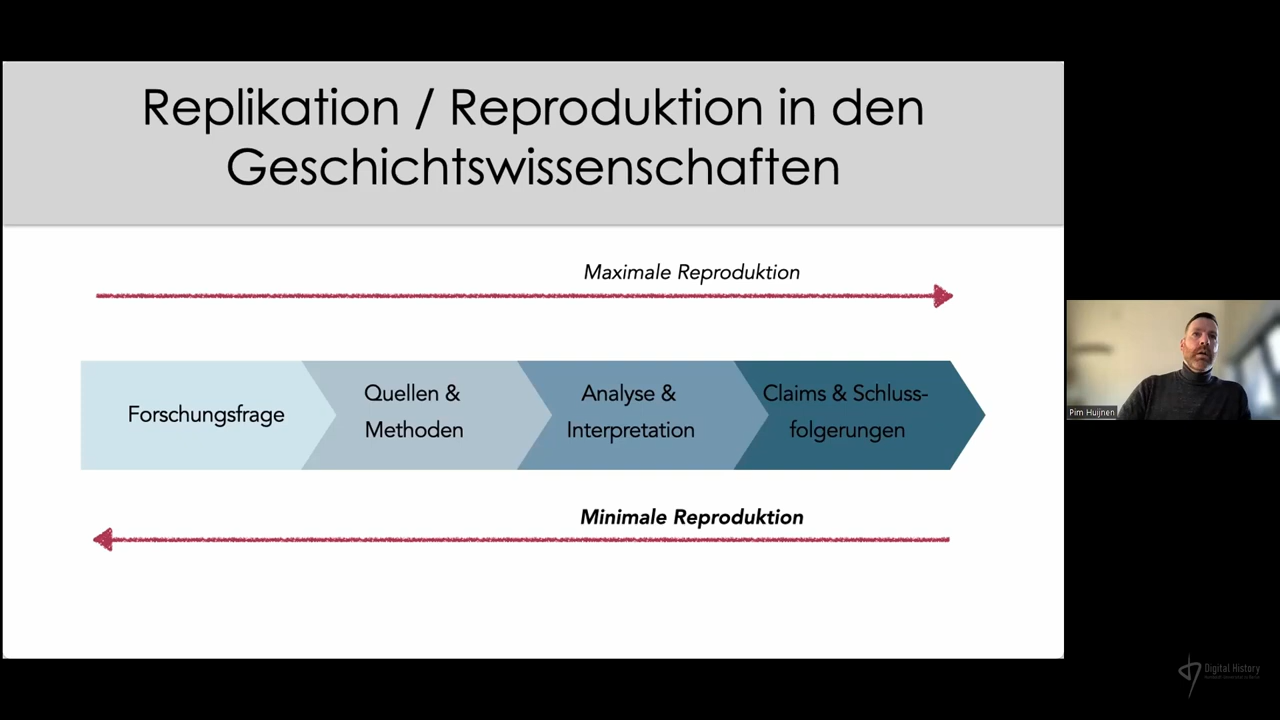 Replikation / Reproduktion in den
Geschichtswissenschaften
Maximale Reproduktion
Forschungsfrage
Quellen &
Methoden
Analyse &
Interpretation
Claims & Schluss-
folgerungen
Minimale Reproduktion
Pim Huijnen
Digital History